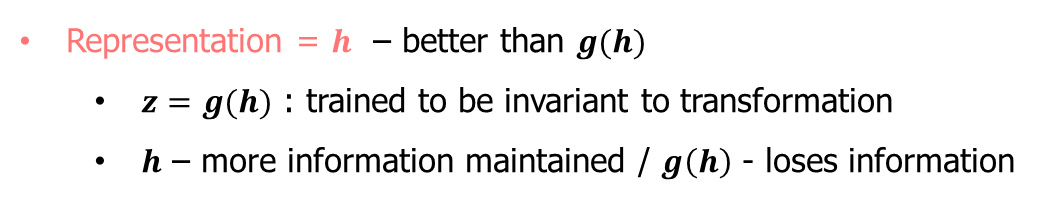 • Representation = h – better than g(h)
• z = g(h) : trained to be invariant to transformation
• h – more information maintained / g(h) - loses information